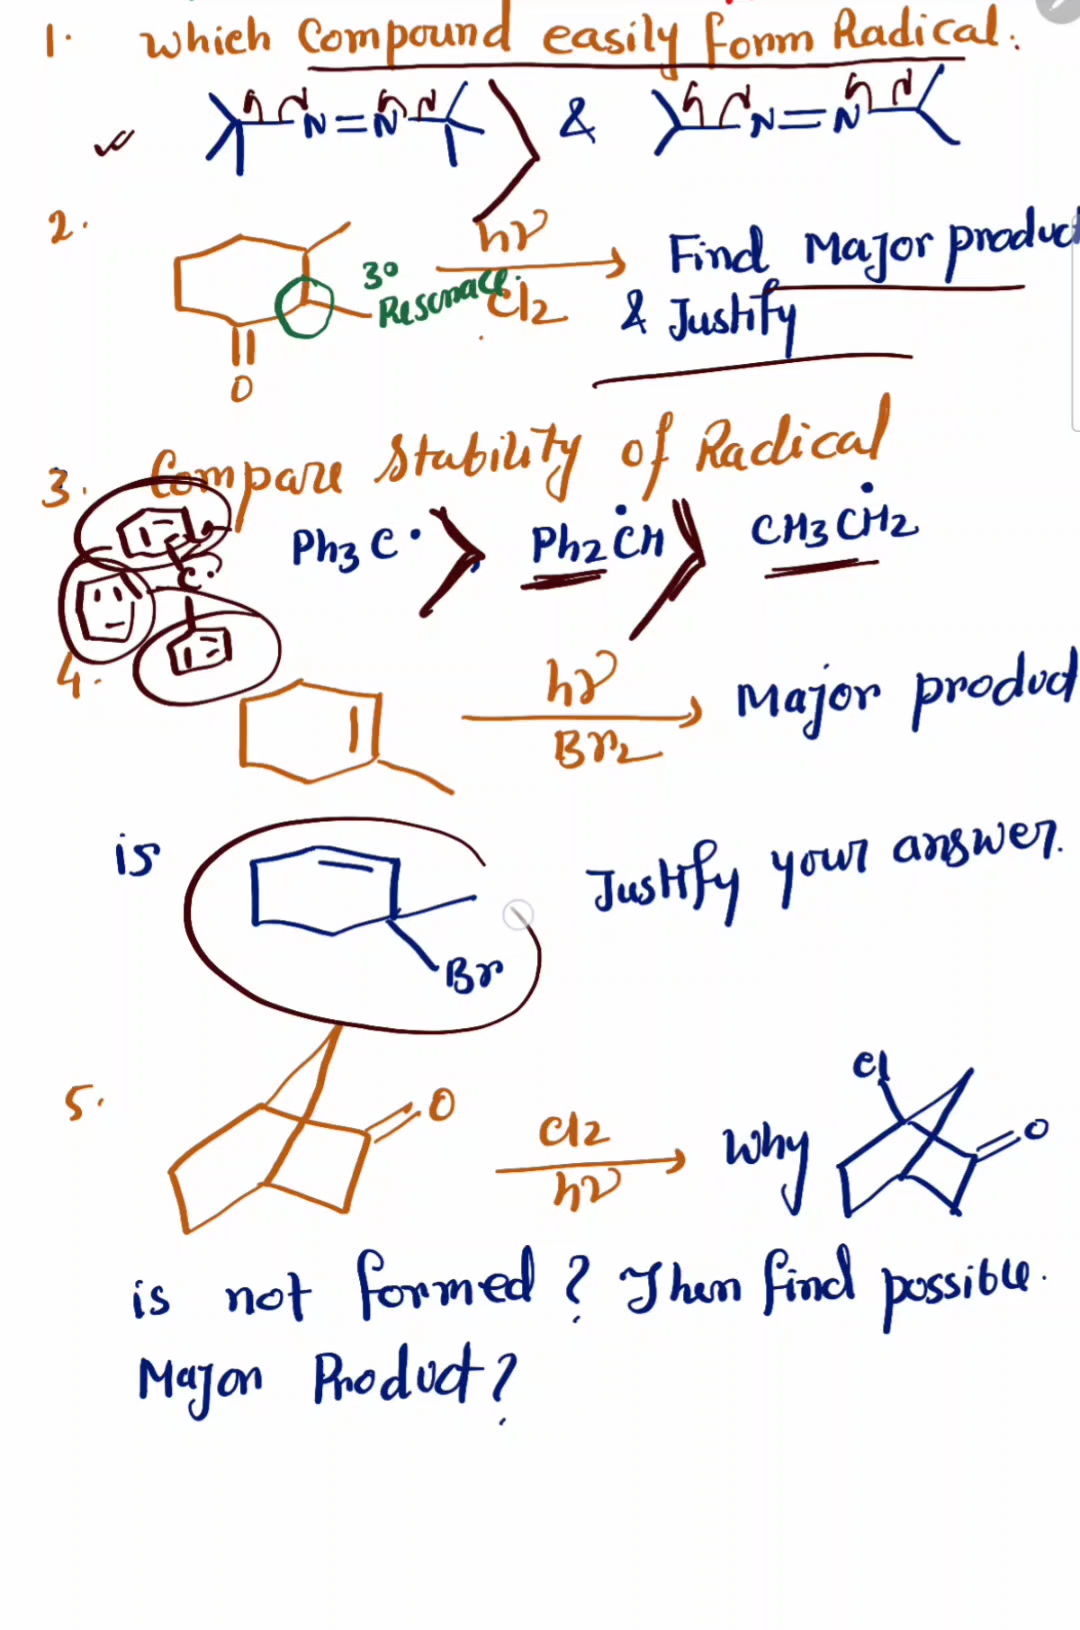 1. which Compound easily form Radical.
N=N & N=N
2. hν Find Major produc
3° Resonace Cl2 & Justify
O
3. Compare Stability of Radical
Ph3C· > Ph2ĊH > CH3ĊH2
C·
4. hν Major product
Br2
is Justify your answer.
Br
5. O Cl2 Why Cl O
hν
is not formed? Then find possible.
Major Product?